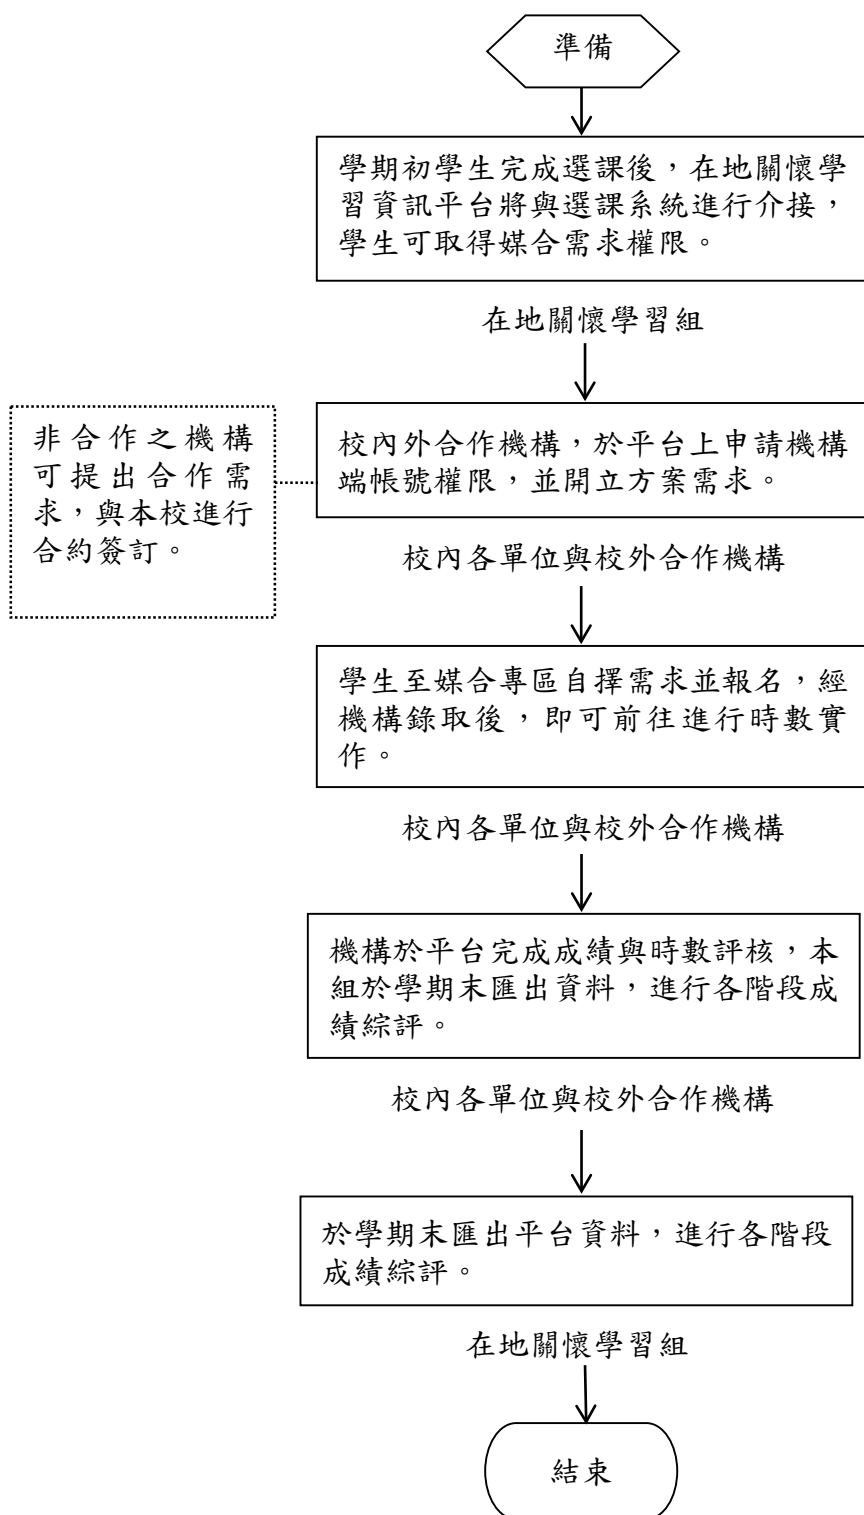 準備
學期初學生完成選課後，在地關懷學
習資訊平台將與選課系統進行介接，
學生可取得媒合需求權限。
在地關懷學習組
非合作之機構
可提出合作需
求，與本校進行
合約簽訂。
校內外合作機構，於平台上申請機構
端帳號權限，並開立方案需求。
校內各單位與校外合作機構
學生至媒合專區自擇需求並報名，經
機構錄取後，即可前往進行時數實
作。
校內各單位與校外合作機構
機構於平台完成成績與時數評核，本
組於學期末匯出資料，進行各階段成
績綜評。
校內各單位與校外合作機構
於學期末匯出平台資料，進行各階段
成績綜評。
在地關懷學習組
結束